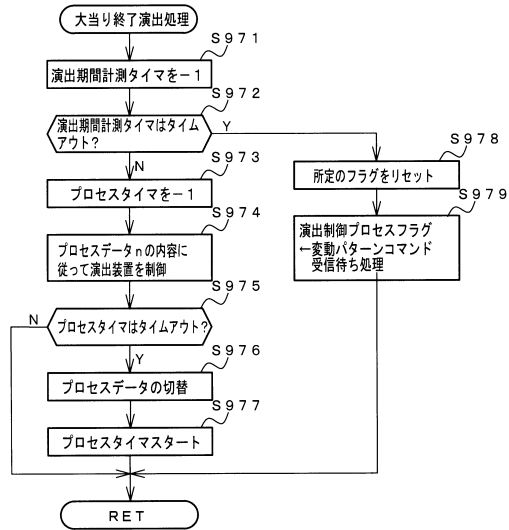 大当り終了演出処理
S971
演出期間計測タイマを－1
S972
演出期間計測タイマはタイム
アウト?
Y
N
S973
プロセスタイマを－1
S974
プロセスデータnの内容に
従って演出装置を制御
S975
プロセスタイマはタイムアウト?
N
Y
S976
プロセスデータの切替
S977
プロセスタイマスタート
S978
所定のフラグをリセット
S979
演出制御プロセスフラグ
←変動パターンコマンド
受信待ち処理
RET